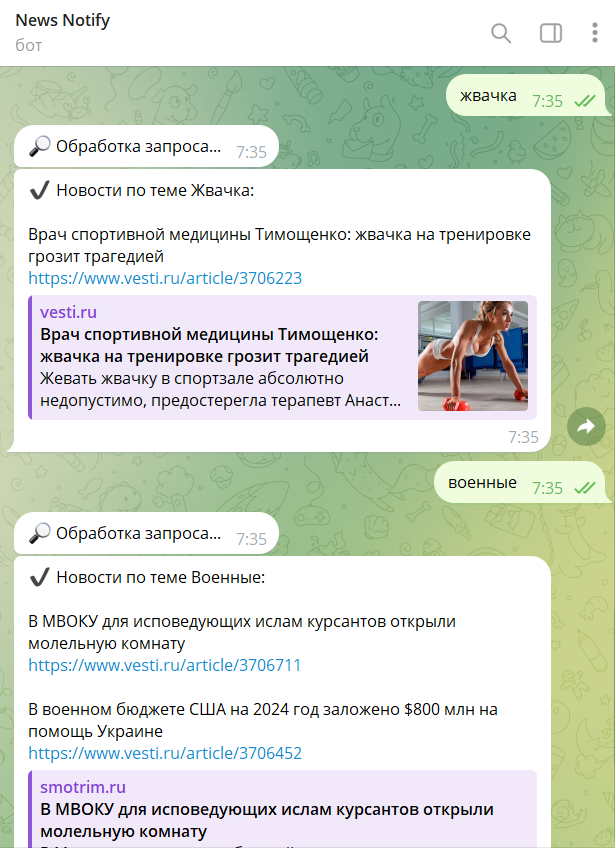 News Notify
бот
жвачка 7:35
Обработка запроса... 7:35
Новости по теме Жвачка:
Врач спортивной медицины Тимощенко: жвачка на тренировке
грозит трагедией
https://www.vesti.ru/article/3706223
vesti.ru
Врач спортивной медицины Тимощенко:
жвачка на тренировке грозит трагедией
Жевать жвачку в спортзале абсолютно
недопустимо, предостерегла терапевт Анаст...
7:35
военные 7:35
Обработка запроса... 7:35
Новости по теме Военные:
В МВОКУ для исповедующих ислам курсантов открыли
молельную комнату
https://www.vesti.ru/article/3706711
В военном бюджете США на 2024 год заложено $800 млн на
помощь Украине
https://www.vesti.ru/article/3706452
smotrim.ru
В МВОКУ для исповедующих ислам курсантов открыли
молельную комнату